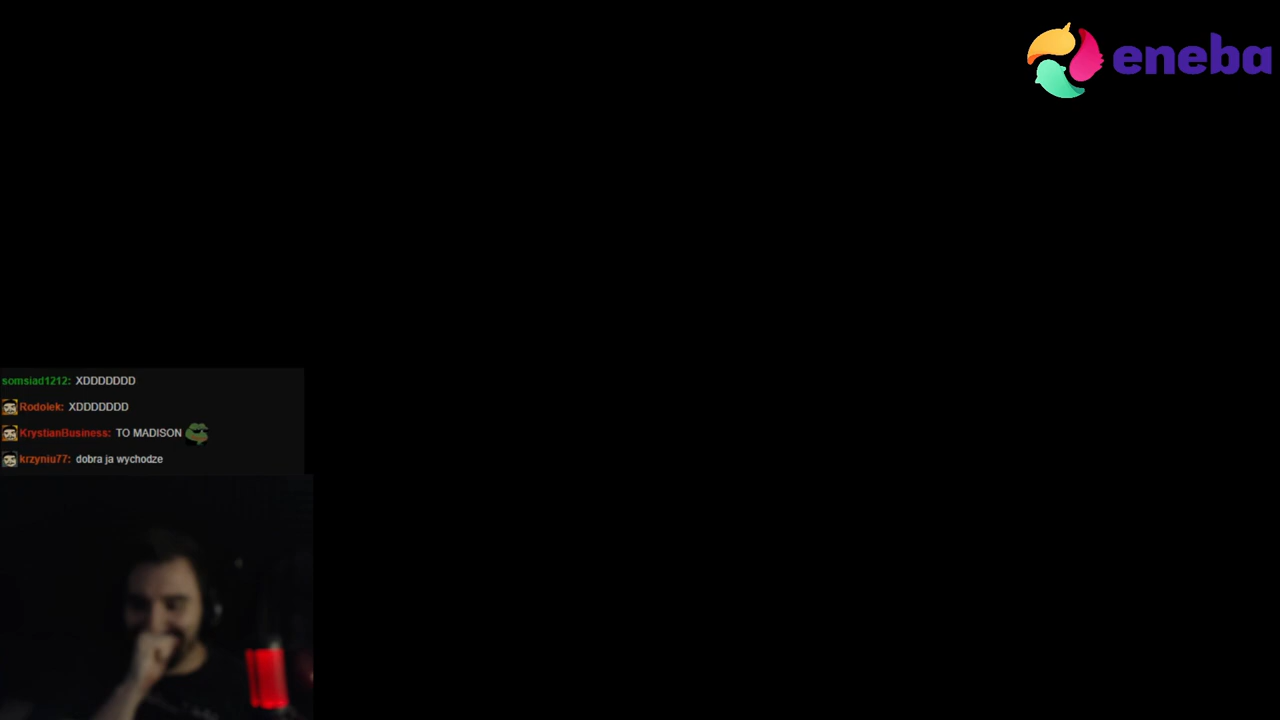 eneba
somsiad1212: XDDDDDDD
Rodolek: XDDDDDDD
KrystianBusiness: TO MADISON
krzyniu77: dobra ja wychodze